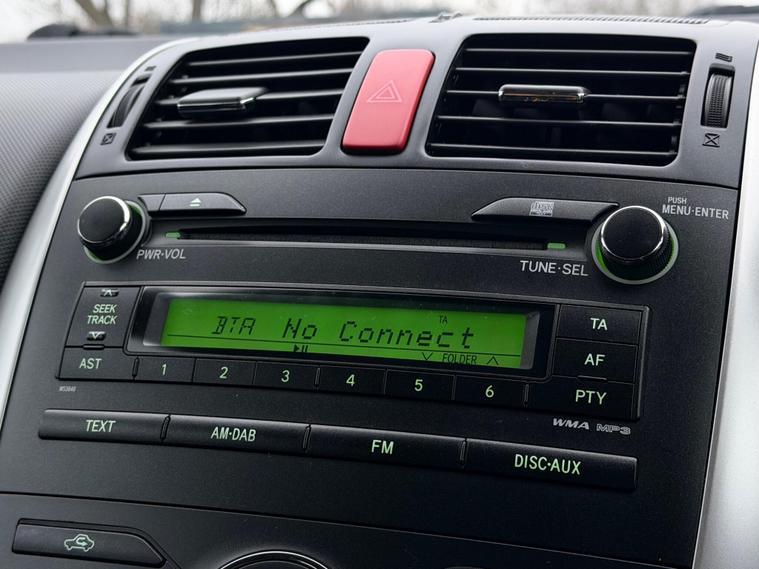 PUSH
MENU·ENTER
PWR·VOL
TUNE·SEL
SEEK
TRACK
BTA No Connect
TA
FOLDER
TA
AF
PTY
AST
1 2 3 4 5 6
WMA MP3
TEXT
AM·DAB
FM
DISC·AUX